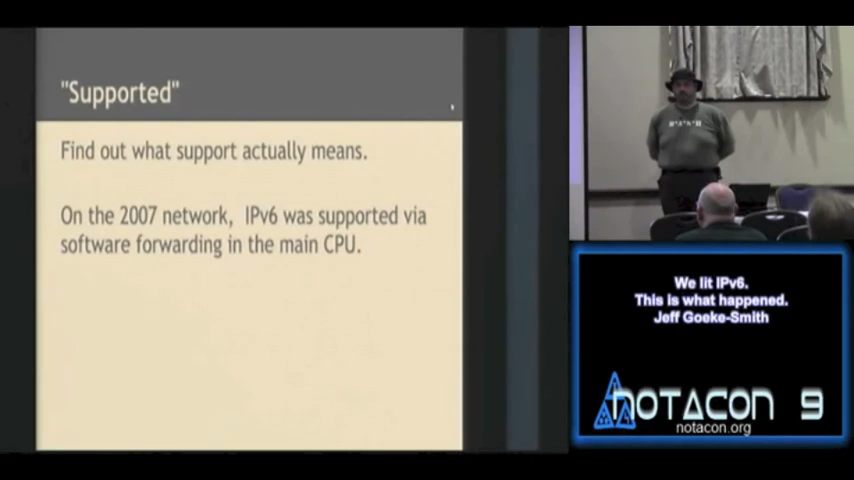 "Supported"
Find out what support actually means.
On the 2007 network, IPv6 was supported via
software forwarding in the main CPU.
We lit IPv6.
This is what happened.
Jeff Goeke-Smith
NOTACON 9
notacon.org